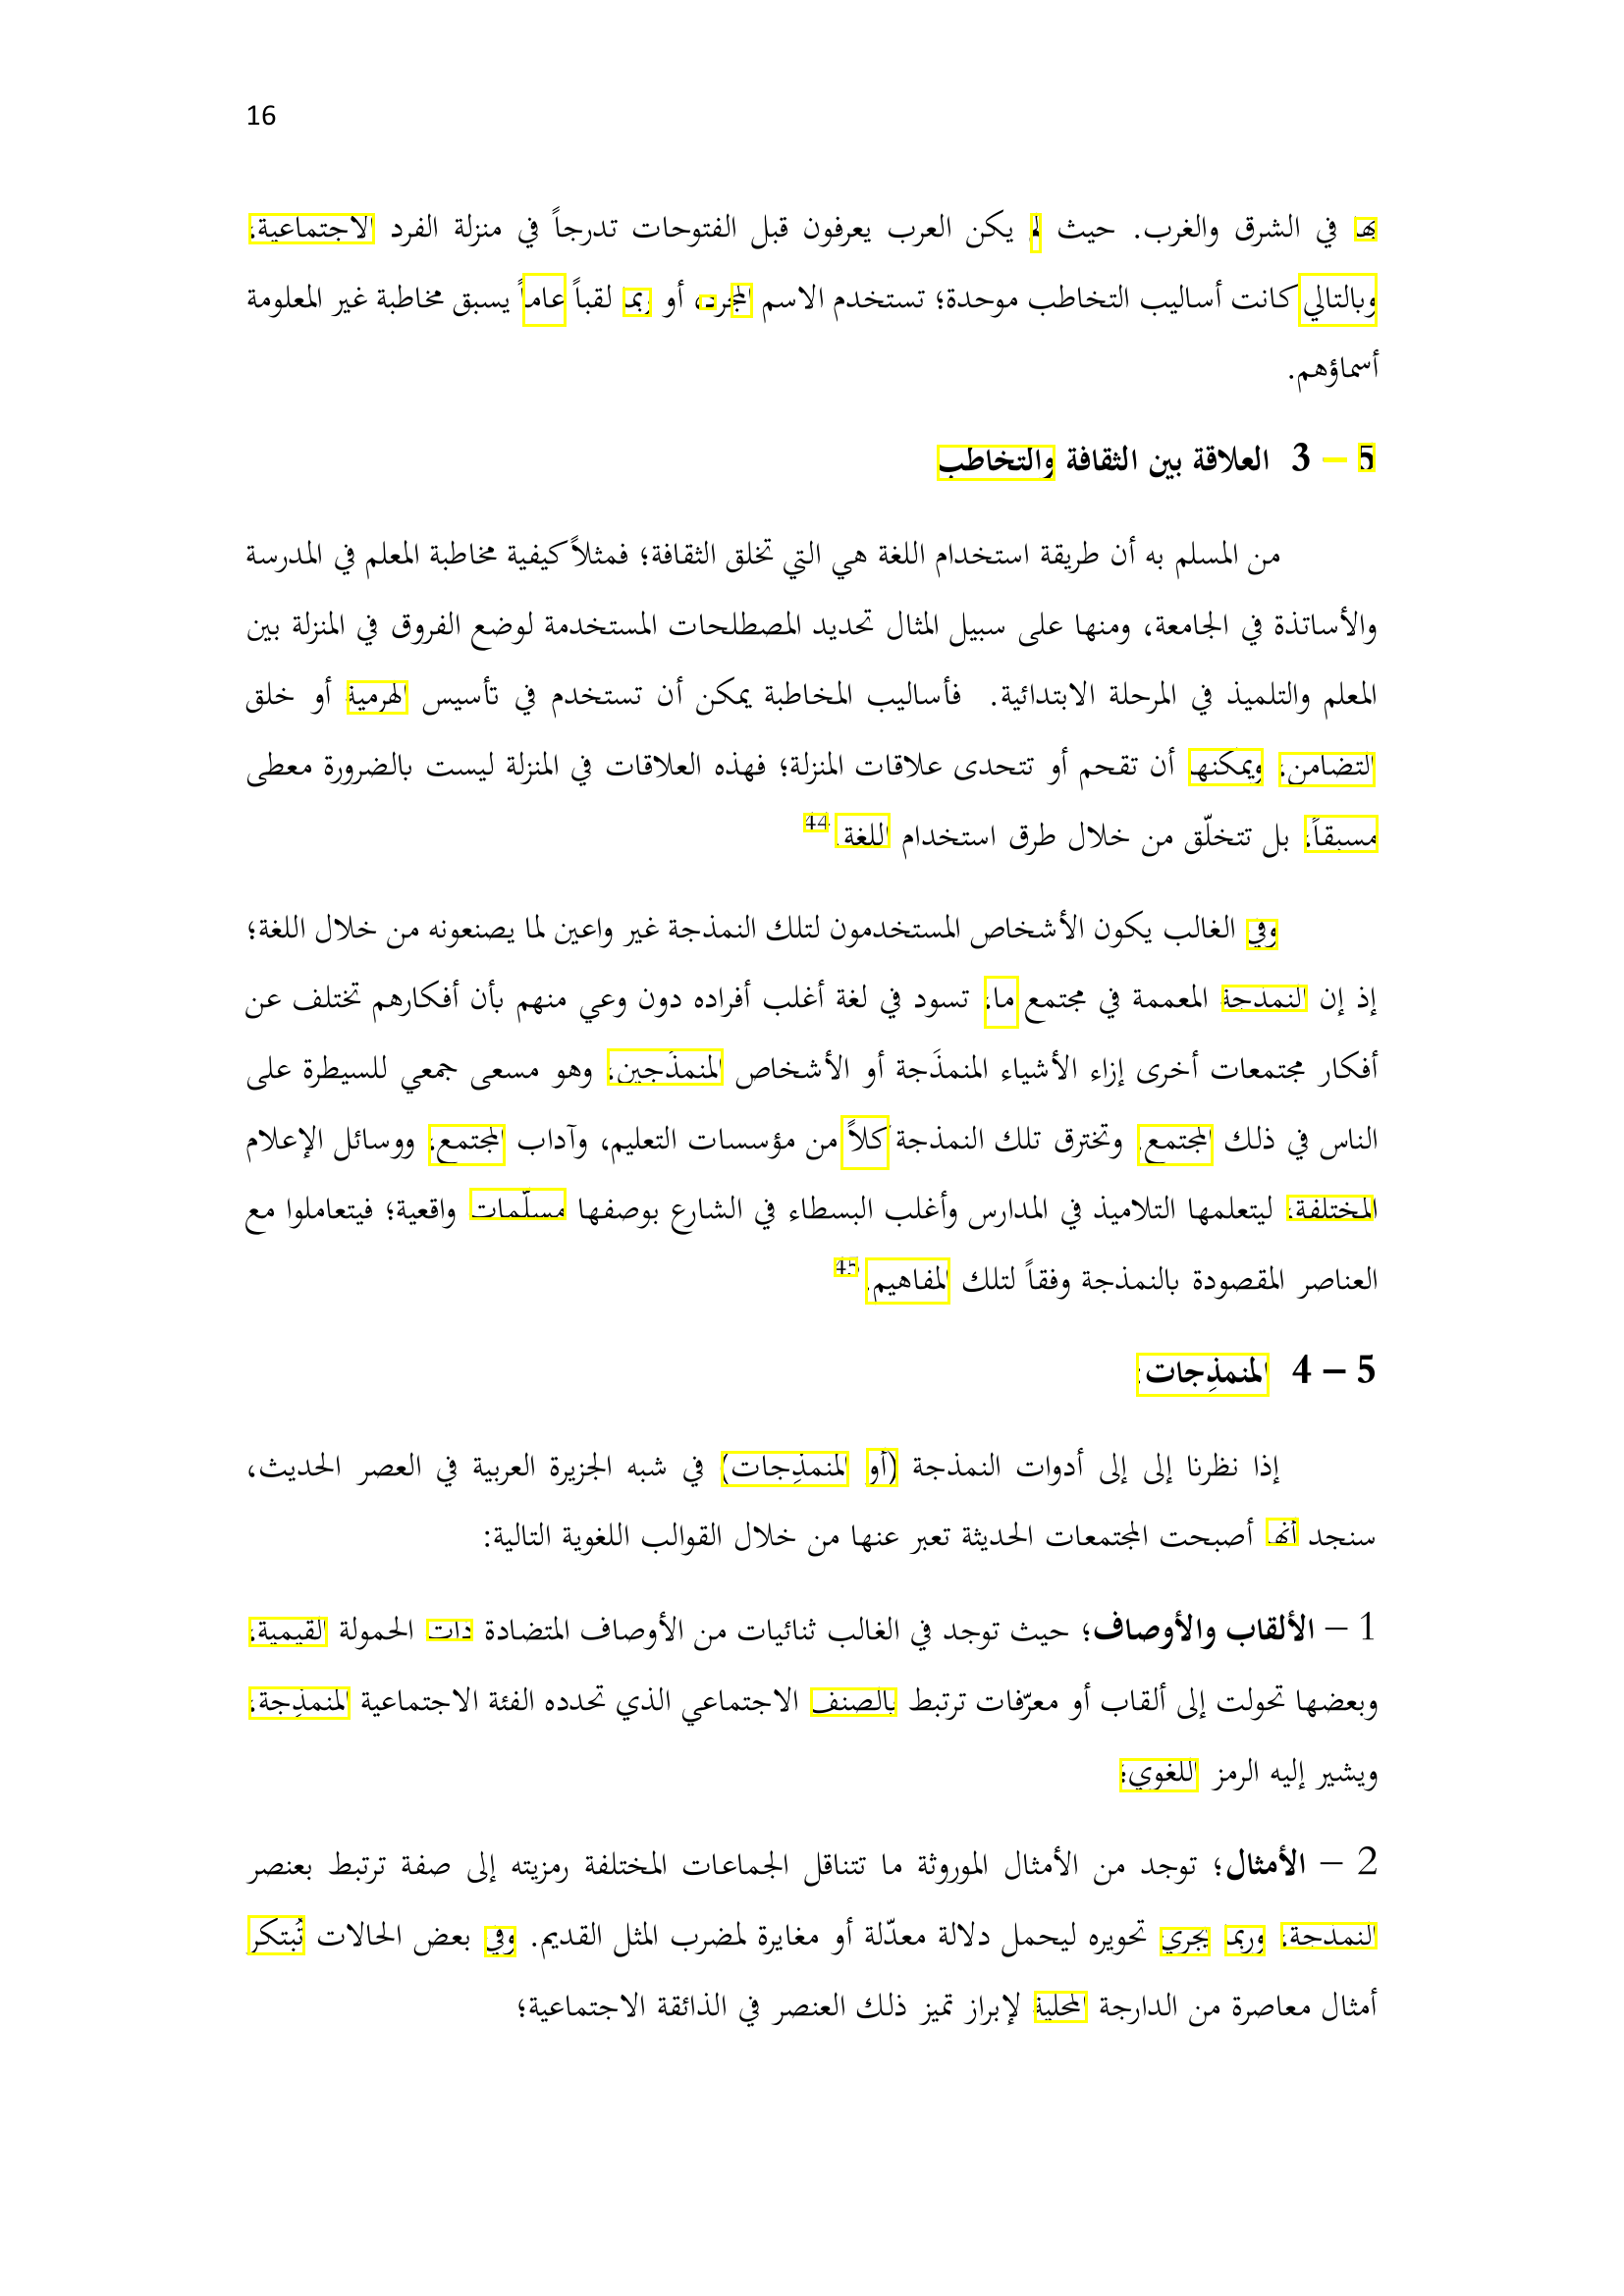 16
بها في الشرق والغرب. حيث لم يكن العرب يعرفون قبل الفتوحات تدرجاً في منزلة الفرد الاجتماعية؛
وبالتالي كانت أساليب التخاطب موحدة؛ تستخدم الاسم المجرد، أو ربما لقباً عاماً يسبق مخاطبة غير المعلومة
أسماؤهم.
5 – 3 العلاقة بين الثقافة والتخاطب
من المسلم به أن طريقة استخدام اللغة هي التي تخلق الثقافة؛ فمثلاً كيفية مخاطبة المعلم في المدرسة
والأساتذة في الجامعة، ومنها على سبيل المثال تحديد المصطلحات المستخدمة لوضع الفروق في المنزلة بين
المعلم والتلميذ في المرحلة الابتدائية. فأساليب المخاطبة يمكن أن تستخدم في تأسيس الهرمية أو خلق
التضامن؛ ويمكنها أن تقحم أو تتحدى علاقات المنزلة؛ فهذه العلاقات في المنزلة ليست بالضرورة معطى
مسبقاً؛ بل تتخلّق من خلال طرق استخدام اللغة.44
وفي الغالب يكون الأشخاص المستخدمون لتلك النمذجة غير واعين لما يصنعونه من خلال اللغة؛
إذ إن النمذجة المعممة في مجتمع ما، تسود في لغة أغلب أفراده دون وعي منهم بأن أفكارهم تختلف عن
أفكار مجتمعات أخرى إزاء الأشياء المنمذَجة أو الأشخاص المنمذَجين؛ وهو مسعى جمعي للسيطرة على
الناس في ذلك المجتمع. وتخترق تلك النمذجة كلاً من مؤسسات التعليم، وآداب المجتمع، ووسائل الإعلام
المختلفة؛ ليتعلمها التلاميذ في المدارس وأغلب البسطاء في الشارع بوصفها مسلّمات واقعية؛ فيتعاملوا مع
العناصر المقصودة بالنمذجة وفقاً لتلك المفاهيم.45
5 – 4 المنمذِجات:
إذا نظرنا إلى إلى أدوات النمذجة (أو المنمذِجات) في شبه الجزيرة العربية في العصر الحديث،
سنجد أنها أصبحت المجتمعات الحديثة تعبر عنها من خلال القوالب اللغوية التالية:
1 – الألقاب والأوصاف؛ حيث توجد في الغالب ثنائيات من الأوصاف المتضادة ذات الحمولة القيمية؛
وبعضها تحولت إلى ألقاب أو معرّفات ترتبط بالصنف الاجتماعي الذي تحدده الفئة الاجتماعية المنمذِجة؛
ويشير إليه الرمز اللغوي؛
2 – الأمثال؛ توجد من الأمثال الموروثة ما تتناقل الجماعات المختلفة رمزيته إلى صفة ترتبط بعنصر
النمذجة؛ وربما يجري تحويره ليحمل دلالة معدّلة أو مغايرة لمضرب المثل القديم. وفي بعض الحالات تُبتكر
أمثال معاصرة من الدارجة المحلية لإبراز تميز ذلك العنصر في الذائقة الاجتماعية؛